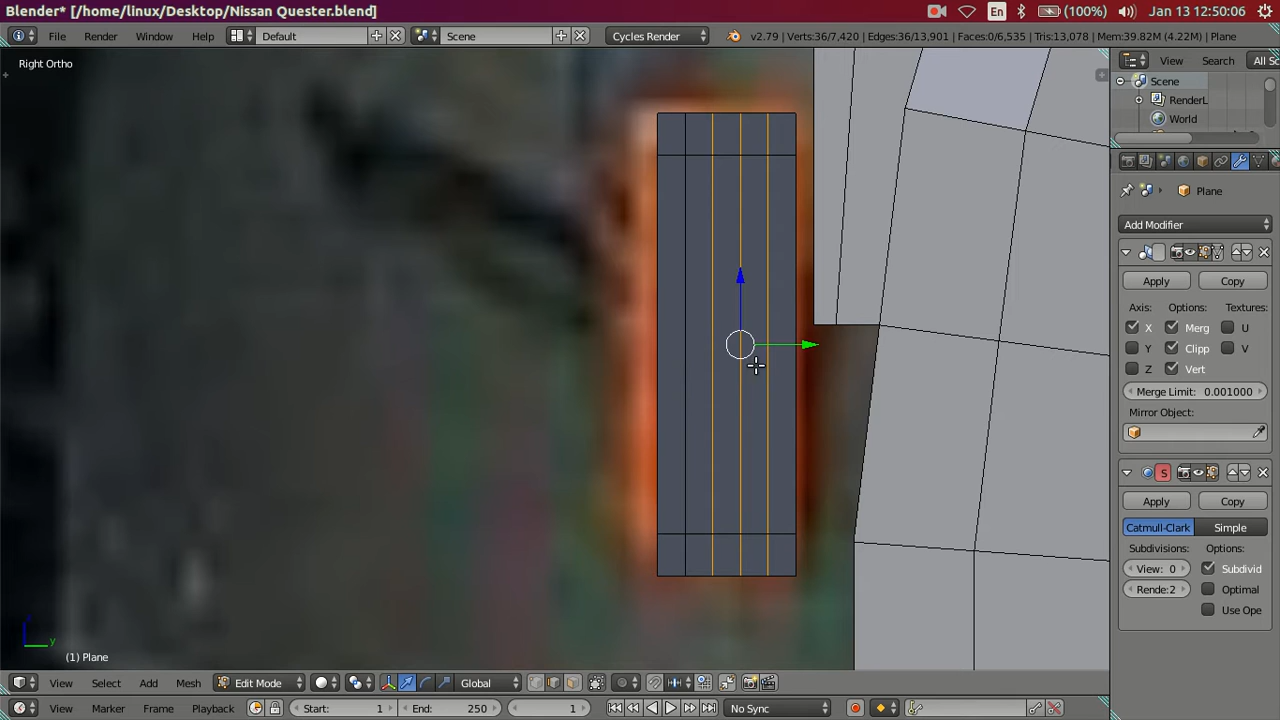 Blender* [/home/linux/Desktop/Nissan Quester.blend]
En
(100%)
Jan 13 12:50:06
File
Render
Window
Help
Default
Scene
Cycles Render
v2.79 | Verts:36/7,420 | Edges:36/13,901 | Faces:0/6,535 | Tris:13,078 | Mem:39.82M (4.22M) | Plane
View
Search
All Sc
Right Ortho
Scene
RenderL
World
Plane
Add Modifier
Apply
Copy
Axis:
Options:
Textures:
X
Merg
U
Y
Clipp
V
Z
Vert
Merge Limit: 0.001000
Mirror Object:
S
Apply
Copy
Catmull-Clark
Simple
Subdivisions:
Options:
View: 0
Subdivid
Rende:2
Optimal
Use Ope
z
y
(1) Plane
View
Select
Add
Mesh
Edit Mode
Global
View
Marker
Frame
Playback
Start: 1
End: 250
1
No Sync